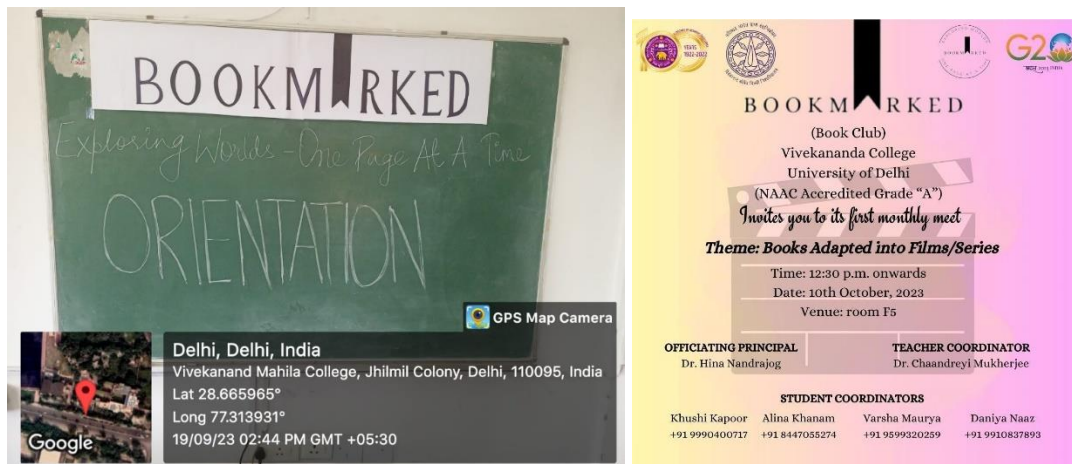 BOOKMARKED
Exploring Worlds - One Page At A Time
ORIENTATION
GPS Map Camera
Delhi, Delhi, India
Vivekanand Mahila College, Jhilmil Colony, Delhi, 110095, India
Lat 28.665965°
Long 77.313931°
19/09/23 02:44 PM GMT +05:30
Google
100 YEARS
1922-2022
G20
BOOKMARKED
(Book Club)
Vivekananda College
University of Delhi
(NAAC Accredited Grade “A”)
Invites you to its first monthly meet
Theme: Books Adapted into Films/Series
Time: 12:30 p.m. onwards
Date: 10th October, 2023
Venue: room F5
OFFICIATING PRINCIPAL
Dr. Hina Nandrajog
TEACHER COORDINATOR
Dr. Chaandreyi Mukherjee
STUDENT COORDINATORS
Khushi Kapoor Alina Khanam Varsha Maurya Daniya Naaz
+91 9990400717 +91 8447055274 +91 9599320259 +91 9910837893